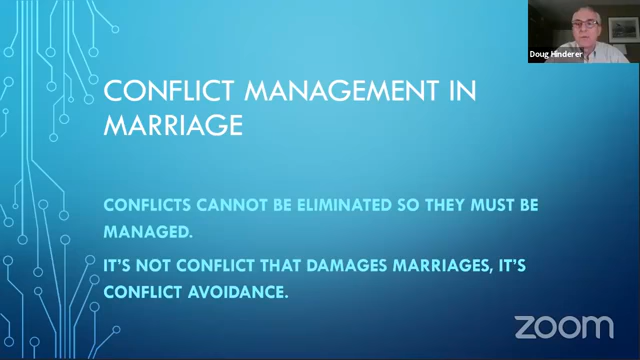 Doug Hinderer
CONFLICT MANAGEMENT IN
MARRIAGE
CONFLICTS CANNOT BE ELIMINATED SO THEY MUST BE
MANAGED.
IT'S NOT CONFLICT THAT DAMAGES MARRIAGES, IT'S
CONFLICT AVOIDANCE.
zoom